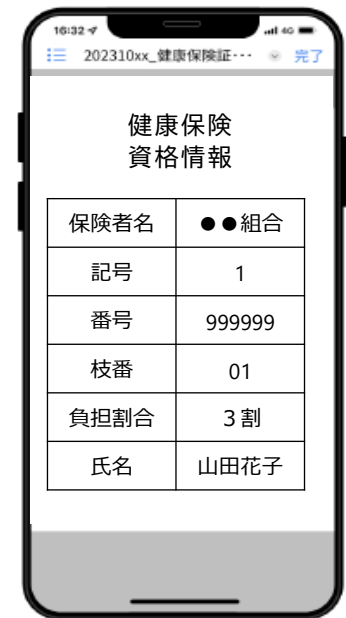 16:32
4G
202310xx_健康保険証…
完了
健康保険
資格情報
保険者名 ●●組合
記号 1
番号 999999
枝番 01
負担割合 3割
氏名 山田花子